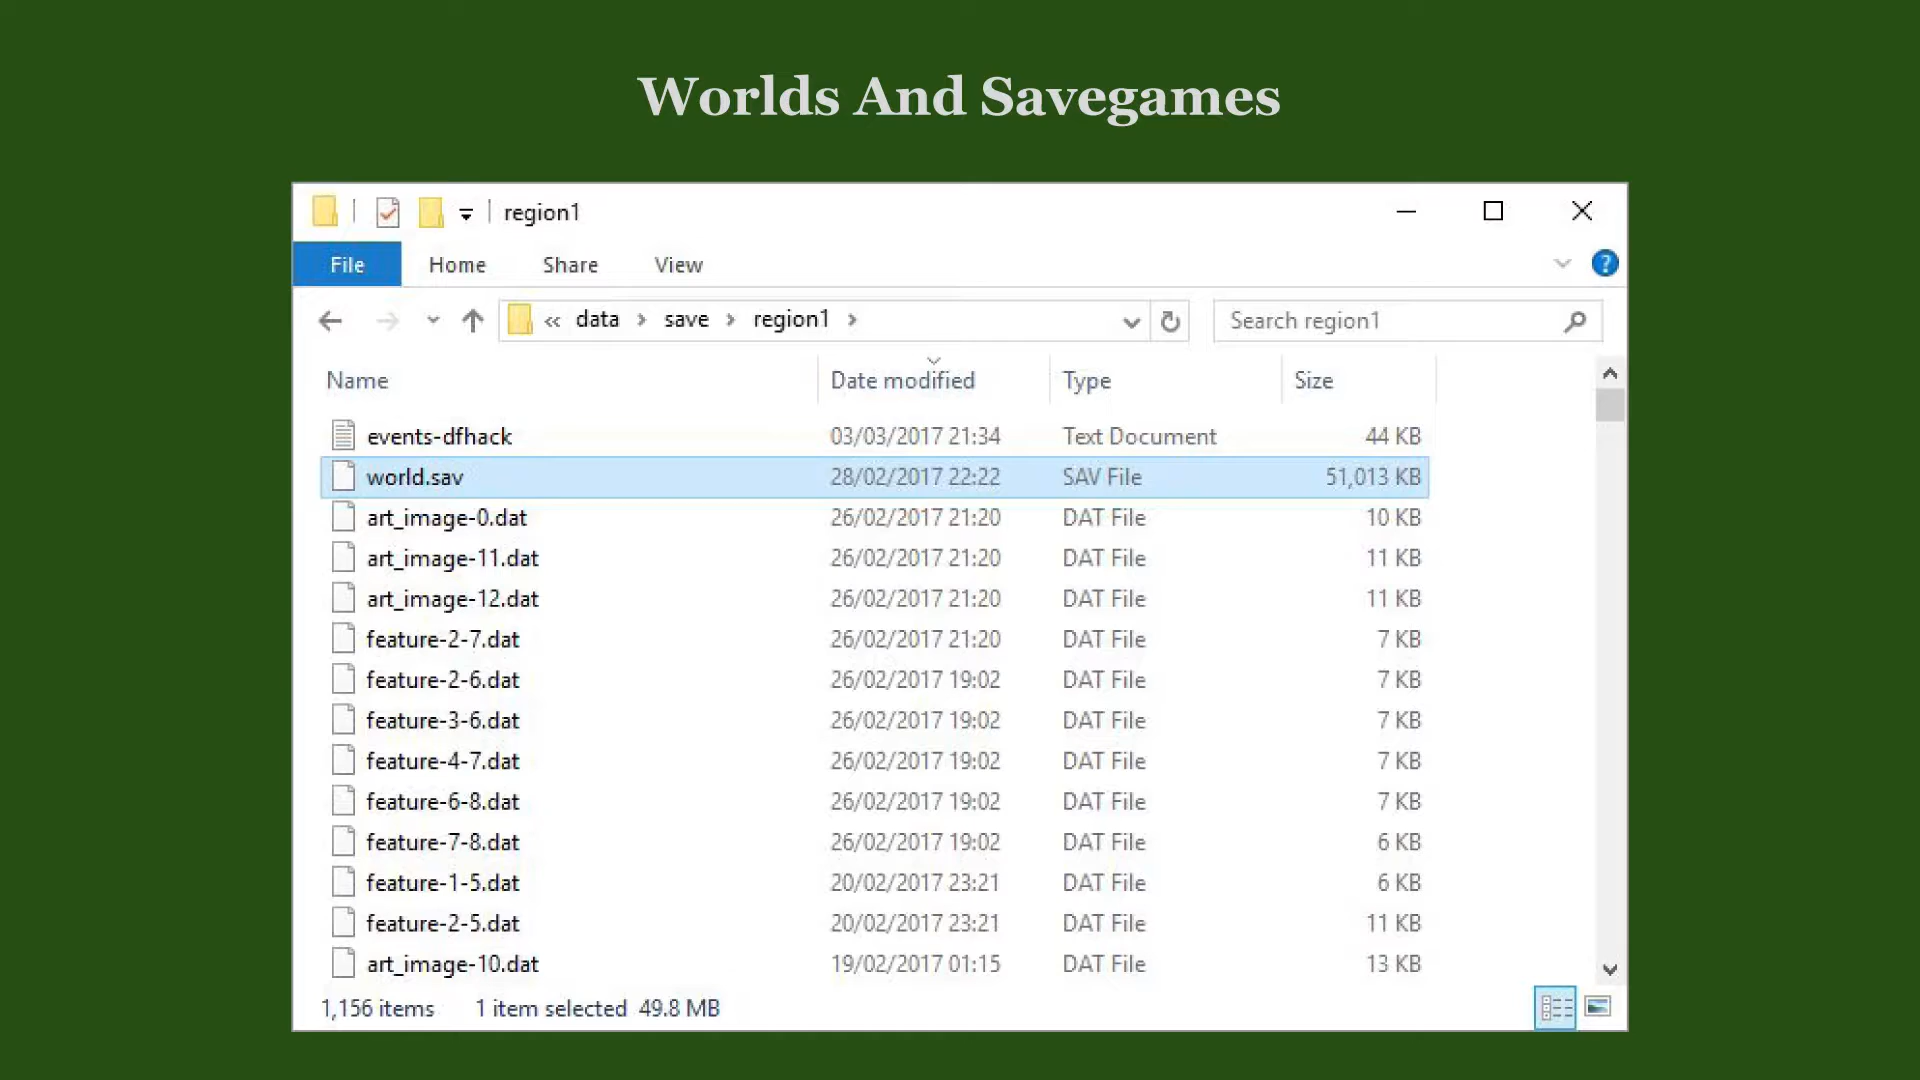 Worlds And Savegames
region1
File Home Share View ?
« data > save > region1 > Search region1
Name Date modified Type Size
events-dfhack 03/03/2017 21:34 Text Document 44 KB
world.sav 28/02/2017 22:22 SAV File 51,013 KB
art_image-0.dat 26/02/2017 21:20 DAT File 10 KB
art_image-11.dat 26/02/2017 21:20 DAT File 11 KB
art_image-12.dat 26/02/2017 21:20 DAT File 11 KB
feature-2-7.dat 26/02/2017 21:20 DAT File 7 KB
feature-2-6.dat 26/02/2017 19:02 DAT File 7 KB
feature-3-6.dat 26/02/2017 19:02 DAT File 7 KB
feature-4-7.dat 26/02/2017 19:02 DAT File 7 KB
feature-6-8.dat 26/02/2017 19:02 DAT File 7 KB
feature-7-8.dat 26/02/2017 19:02 DAT File 6 KB
feature-1-5.dat 20/02/2017 23:21 DAT File 6 KB
feature-2-5.dat 20/02/2017 23:21 DAT File 11 KB
art_image-10.dat 19/02/2017 01:15 DAT File 13 KB
1,156 items 1 item selected 49.8 MB